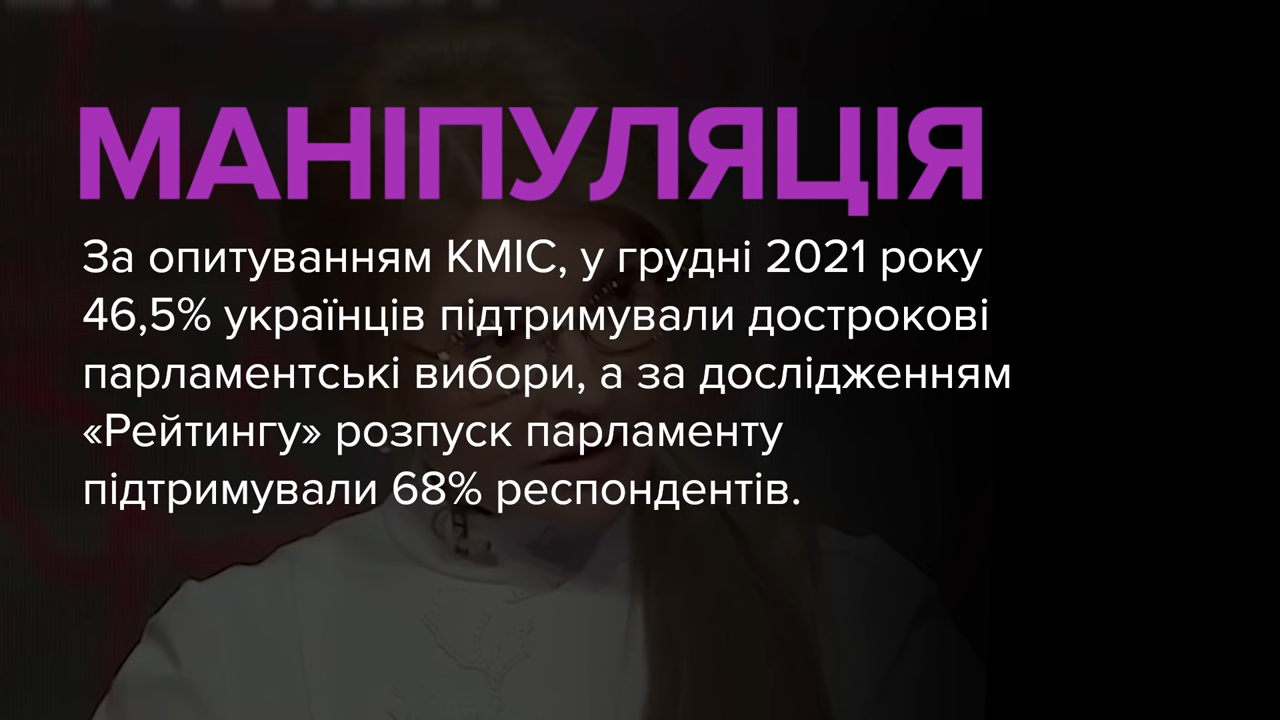 МАНІПУЛЯЦІЯ
За опитуванням КМІС, у грудні 2021 року
46,5% українців підтримували дострокові
парламентські вибори, а за дослідженням
«Рейтингу» розпуск парламенту
підтримували 68% респондентів.